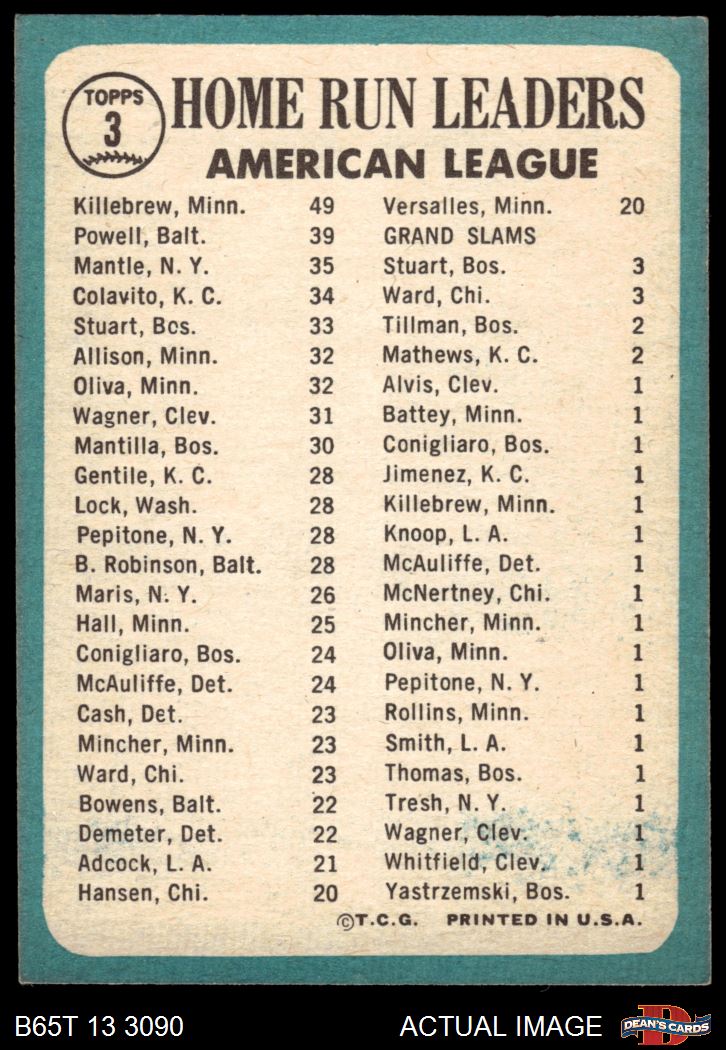 TOPPS
3
HOME RUN LEADERS
AMERICAN LEAGUE
Killebrew, Minn. 49
Powell, Balt. 39
Mantle, N. Y. 35
Colavito, K. C. 34
Stuart, Bos. 33
Allison, Minn. 32
Oliva, Minn. 32
Wagner, Clev. 31
Mantilla, Bos. 30
Gentile, K. C. 28
Lock, Wash. 28
Pepitone, N. Y. 28
B. Robinson, Balt. 28
Maris, N. Y. 26
Hall, Minn. 25
Conigliaro, Bos. 24
McAuliffe, Det. 24
Cash, Det. 23
Mincher, Minn. 23
Ward, Chi. 23
Bowens, Balt. 22
Demeter, Det. 22
Adcock, L. A. 21
Hansen, Chi. 20
Versalles, Minn. 20
GRAND SLAMS
Stuart, Bos. 3
Ward, Chi. 3
Tillman, Bos. 2
Mathews, K. C. 2
Alvis, Clev. 1
Battey, Minn. 1
Conigliaro, Bos. 1
Jimenez, K. C. 1
Killebrew, Minn. 1
Knoop, L. A. 1
McAuliffe, Det. 1
McNertney, Chi. 1
Mincher, Minn. 1
Oliva, Minn. 1
Pepitone, N. Y. 1
Rollins, Minn. 1
Smith, L. A. 1
Thomas, Bos. 1
Tresh, N. Y. 1
Wagner, Clev. 1
Whitfield, Clev. 1
Yastrzemski, Bos. 1
©T.C.G. PRINTED IN U.S.A.
B65T 13 3090 ACTUAL IMAGE
D
DEAN'S CARDS